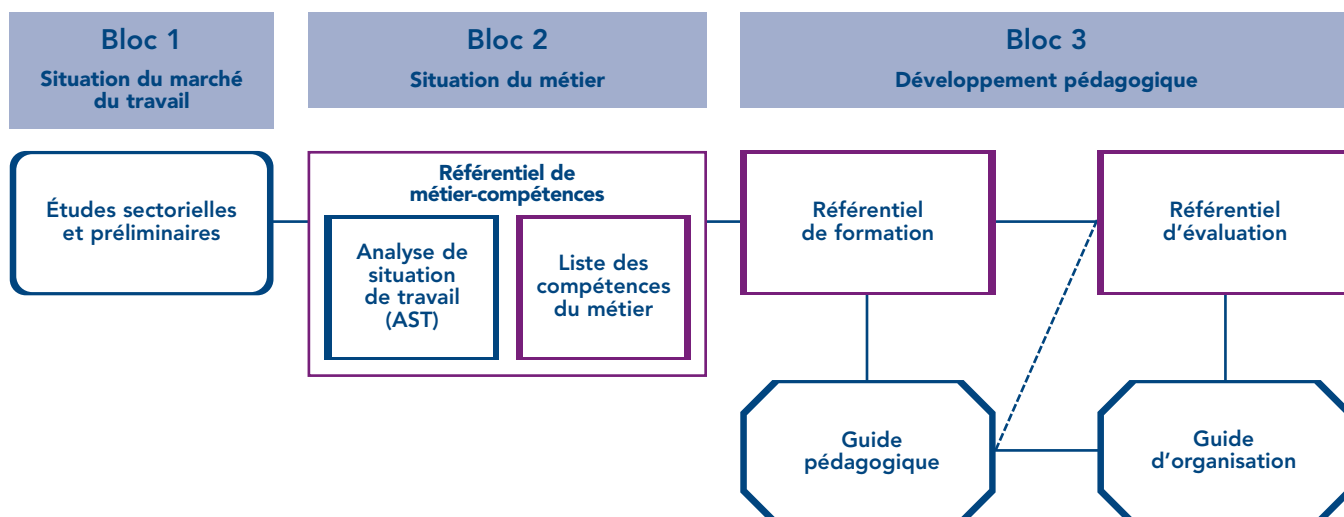 Bloc 1
Situation du marché
du travail
Bloc 2
Situation du métier
Bloc 3
Développement pédagogique
Études sectorielles
et préliminaires
Référentiel de
métier-compétences
Analyse de
situation
de travail
(AST)
Liste des
compétences
du métier
Référentiel
de formation
Référentiel
d'évaluation
Guide
pédagogique
Guide
d'organisation